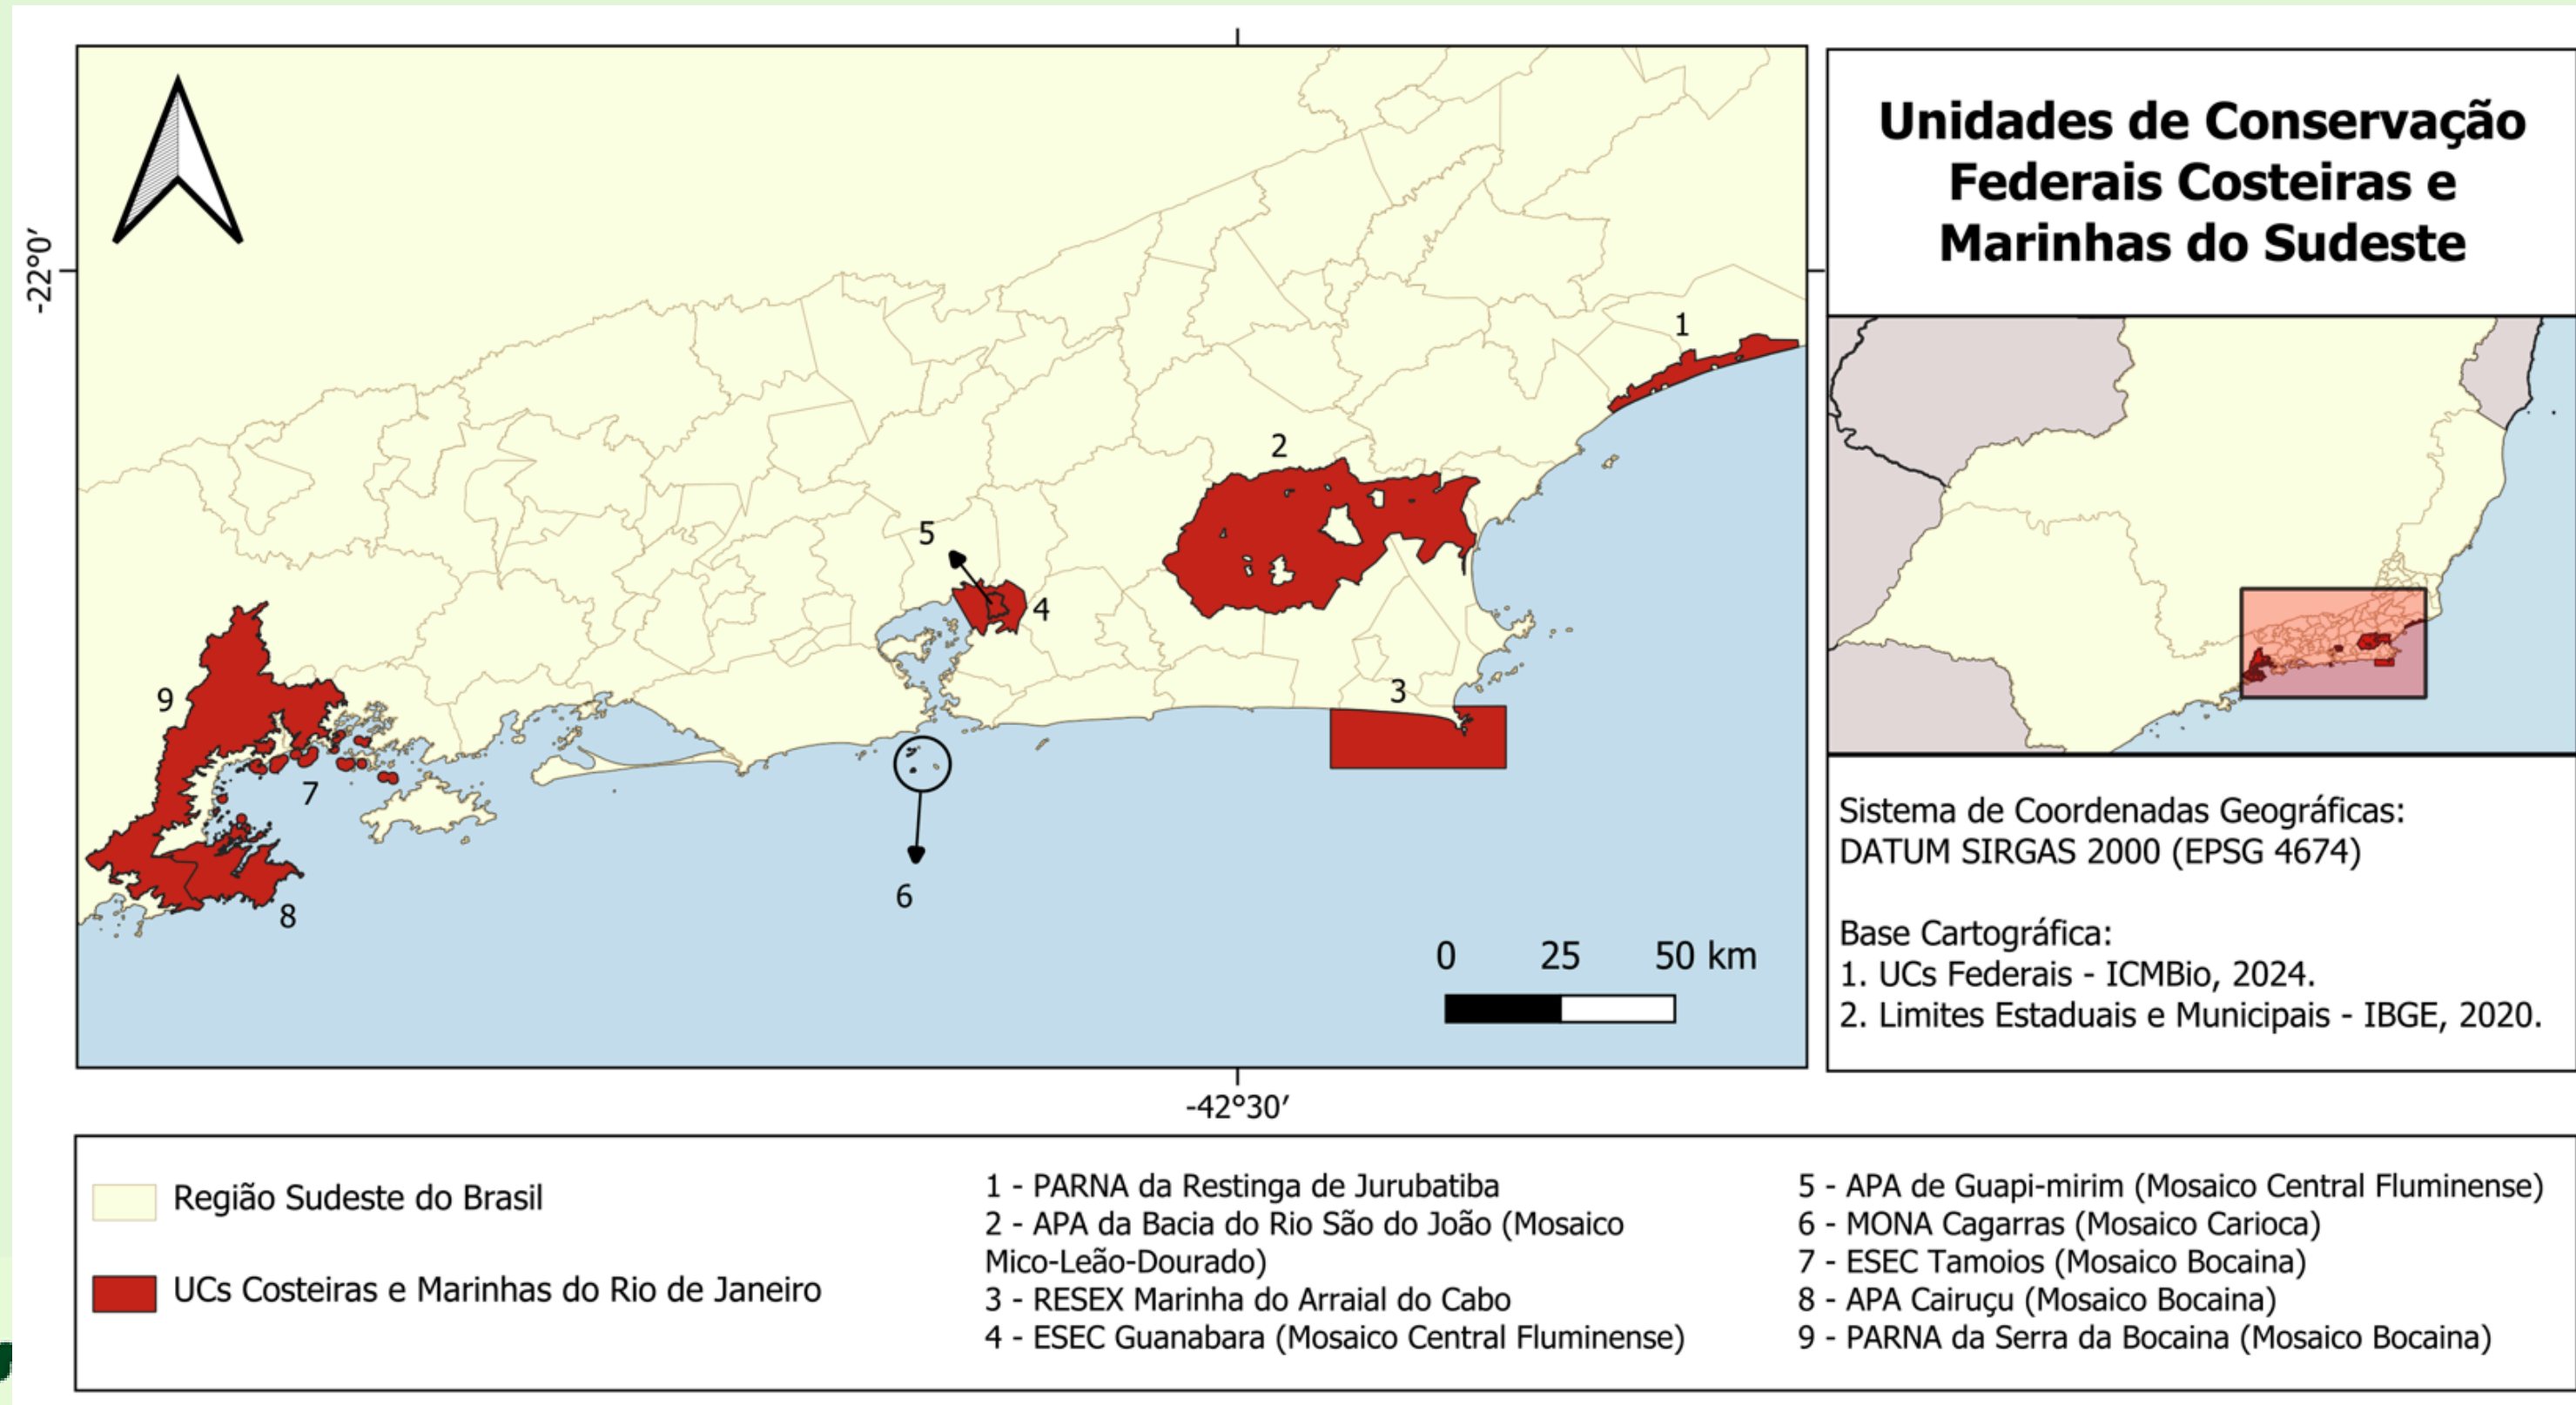 Unidades de Conservação
Federais Costeiras e
Marinhas do Sudeste
-22°0′
1
2
5
4
9
3
7
6
8
0 25 50 km
-42°30′
Sistema de Coordenadas Geográficas:
DATUM SIRGAS 2000 (EPSG 4674)
Base Cartográfica:
1. UCs Federais - ICMBio, 2024.
2. Limites Estaduais e Municipais - IBGE, 2020.
Região Sudeste do Brasil
UCs Costeiras e Marinhas do Rio de Janeiro
1 - PARNA da Restinga de Jurubatiba
2 - APA da Bacia do Rio São do João (Mosaico
Mico-Leão-Dourado)
3 - RESEX Marinha do Arraial do Cabo
4 - ESEC Guanabara (Mosaico Central Fluminense)
5 - APA de Guapi-mirim (Mosaico Central Fluminense)
6 - MONA Cagarras (Mosaico Carioca)
7 - ESEC Tamoios (Mosaico Bocaina)
8 - APA Cairuçu (Mosaico Bocaina)
9 - PARNA da Serra da Bocaina (Mosaico Bocaina)